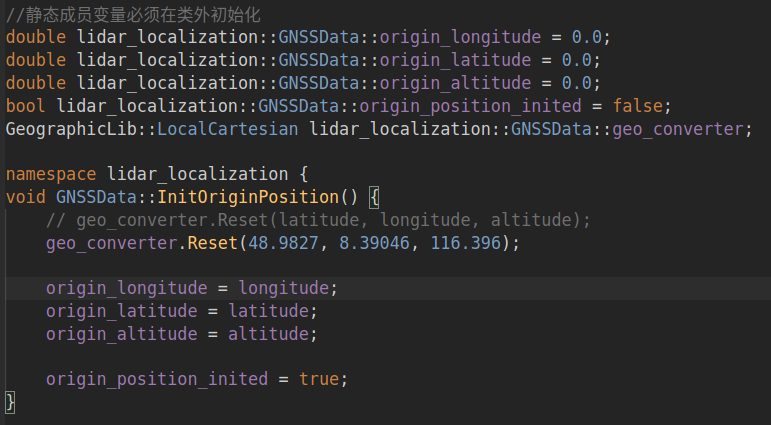 //静态成员变量必须在类外初始化
double lidar_localization::GNSSData::origin_longitude = 0.0;
double lidar_localization::GNSSData::origin_latitude = 0.0;
double lidar_localization::GNSSData::origin_altitude = 0.0;
bool lidar_localization::GNSSData::origin_position_inited = false;
GeographicLib::LocalCartesian lidar_localization::GNSSData::geo_converter;
namespace lidar_localization {
void GNSSData::InitOriginPosition() {
    // geo_converter.Reset(latitude, longitude, altitude);
    geo_converter.Reset(48.9827, 8.39046, 116.396);
    origin_longitude = longitude;
    origin_latitude = latitude;
    origin_altitude = altitude;
    origin_position_inited = true;
}